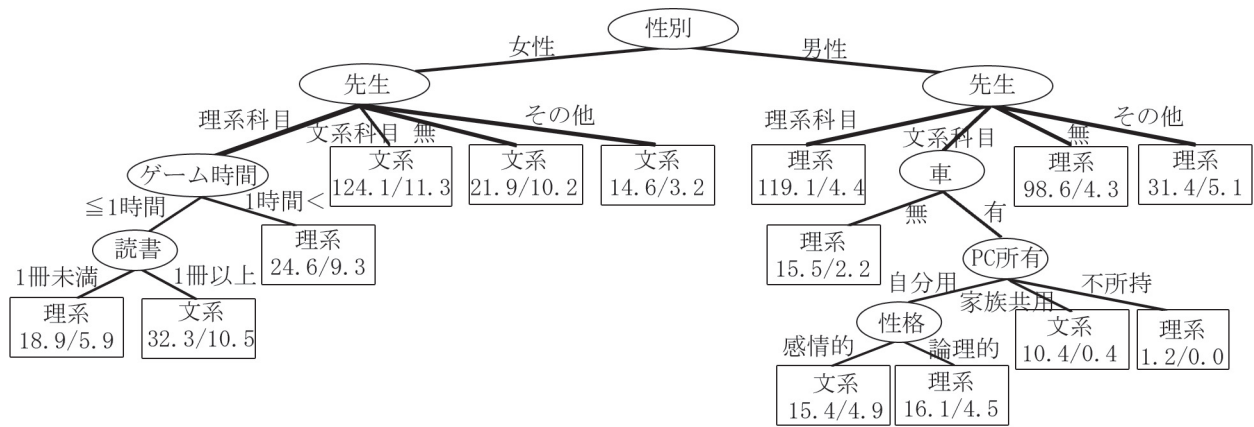 性別
女性
男性
先生
先生
理系科目
文系科目
無
その他
理系科目
文系科目
無
その他
ゲーム時間
文系
124.1/11.3
文系
21.9/10.2
文系
14.6/3.2
理系
119.1/4.4
車
理系
98.6/4.3
理系
31.4/5.1
≦1時間
1時間<
無
有
読書
理系
24.6/9.3
理系
15.5/2.2
PC所有
1冊未満
1冊以上
自分用
家族共用
不所持
理系
18.9/5.9
文系
32.3/10.5
性格
文系
10.4/0.4
理系
1.2/0.0
感情的
論理的
文系
15.4/4.9
理系
16.1/4.5